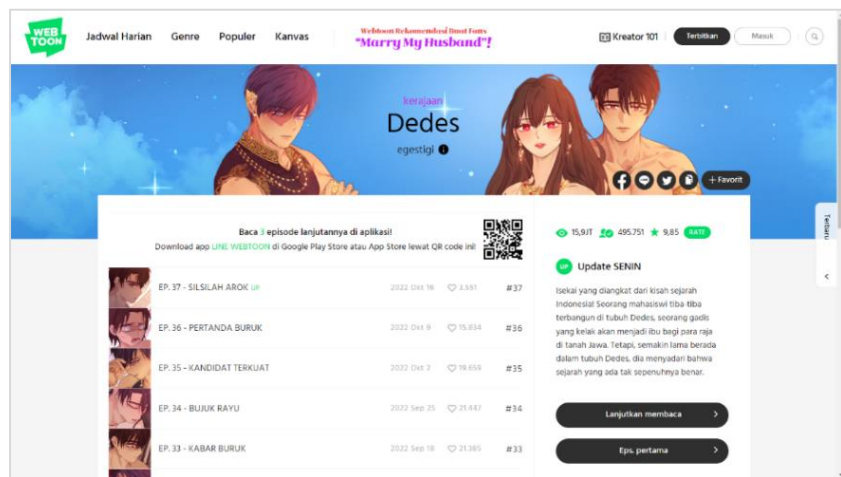 WEB
TOON
Jadwal Harian Genre Populer Kanvas
Webtoon Rekomendasi Buat Fans
"Marry My Husband"!
Kreator 101
Terbitkan
Masuk
kerajaan
Dedes
egestigi
+ Favorit
Baca 3 episode lanjutannya di aplikasi!
Download app LINE WEBTOON di Google Play Store atau App Store lewat QR code ini!
EP. 37 - SILSILAH AROK UP 2022 Okt 16 3.551 #37
EP. 36 - PERTANDA BURUK 2022 Okt 9 15.834 #36
EP. 35 - KANDIDAT TERKUAT 2022 Okt 2 19.659 #35
EP. 34 - BUJUK RAYU 2022 Sep 25 21.447 #34
EP. 33 - KABAR BURUK 2022 Sep 18 21.385 #33
15,9JT 495.751 9,85 RATE
UP Update SENIN
Isekai yang diangkat dari kisah sejarah
Indonesia! Seorang mahasiswi tiba-tiba
terbangun di tubuh Dedes, seorang gadis
yang kelak akan menjadi ibu bagi para raja
di tanah Jawa. Tetapi, semakin lama berada
dalam tubuh Dedes, dia menyadari bahwa
sejarah yang ada tak sepenuhnya benar.
Lanjutkan membaca
Eps. pertama
Terbaru